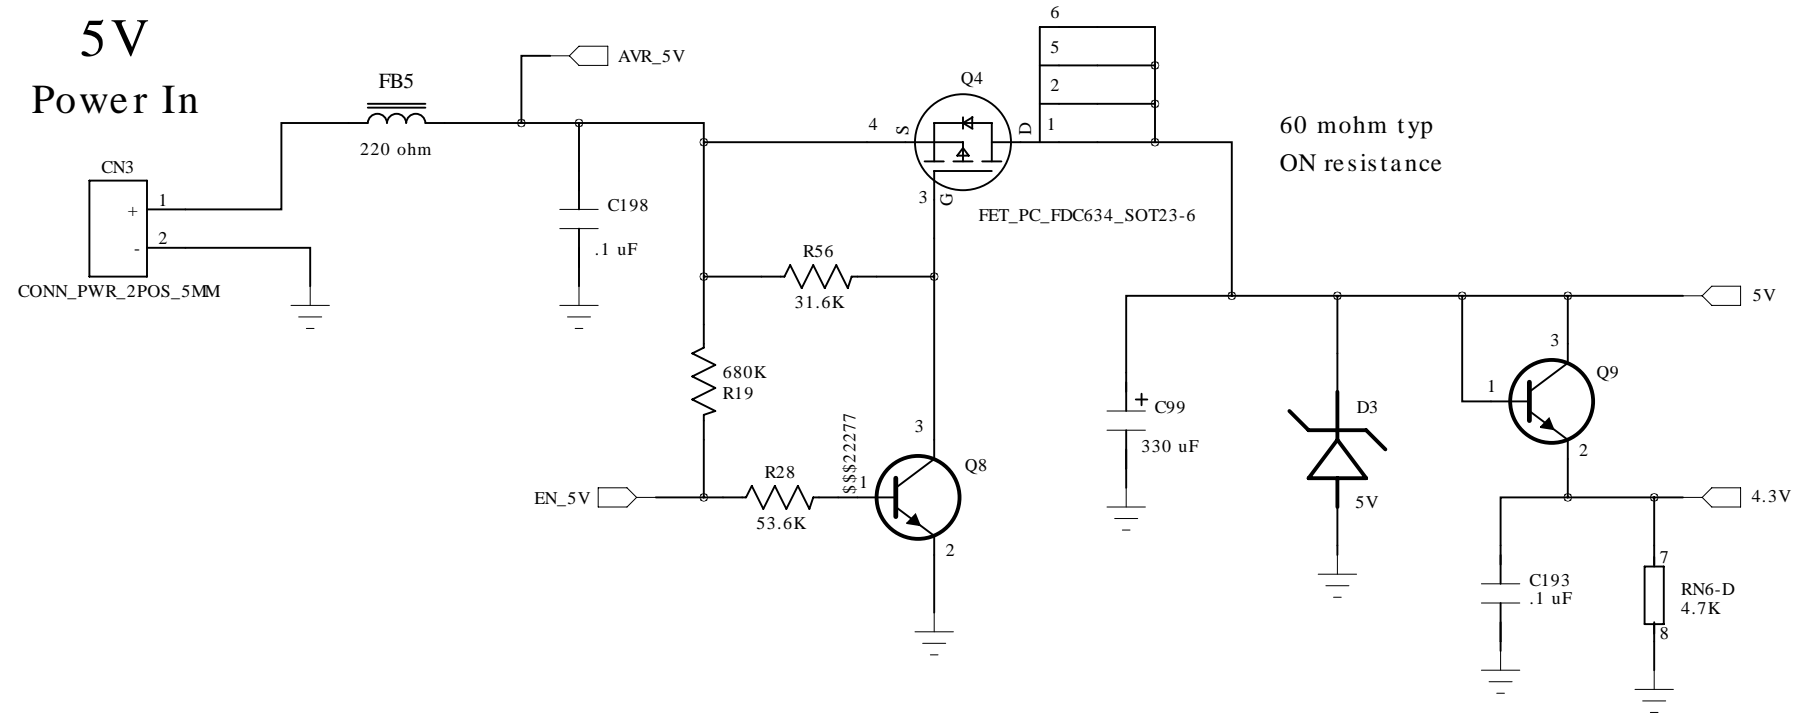 5V
Power In
CN3
+
-
1
2
CONN_PWR_2POS_5MM
FB5
220 ohm
AVR_5V
C198
.1 uF
R56
31.6K
680K
R19
EN_5V
R28
53.6K
$$$22277
1
3
2
Q8
Q4
4
S
D
3
G
6
5
2
1
FET_PC_FDC634_SOT23-6
60 mohm typ
ON resistance
+
C99
330 uF
D3
5V
5V
3
1
Q9
2
4.3V
C193
.1 uF
7
RN6-D
4.7K
8